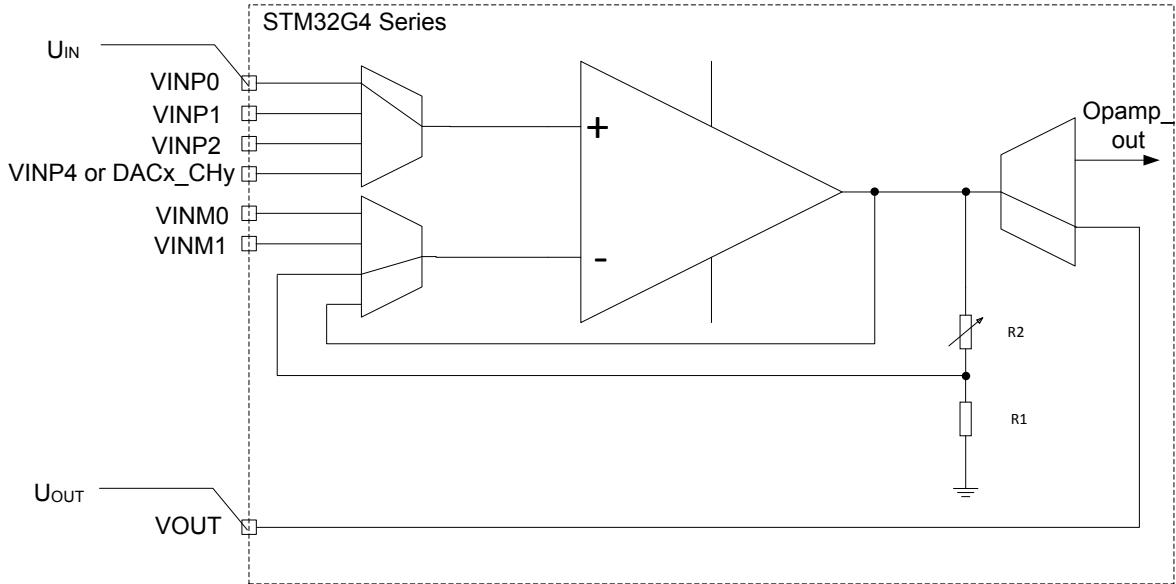 STM32G4 Series
UIN
VINP0
VINP1
VINP2
VINP4 or DACx_CHy
VINM0
VINM1
+
-
Opamp_
out
R2
R1
UOUT
VOUT